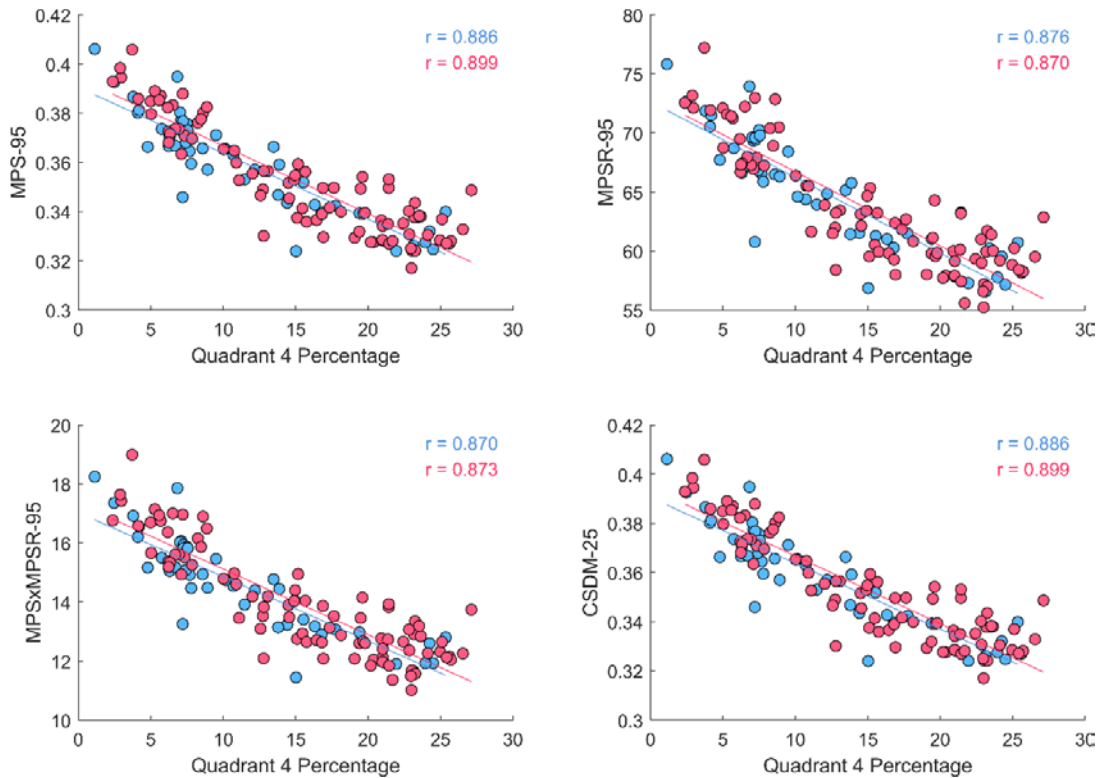 0.42
0.4
0.38
0.36
0.34
0.32
0.3
MPS-95
r = 0.886
r = 0.899
0 5 10 15 20 25 30
Quadrant 4 Percentage
80
75
70
65
60
55
MPSR-95
r = 0.876
r = 0.870
0 5 10 15 20 25 30
Quadrant 4 Percentage
20
18
16
14
12
10
MPSxMPSR-95
r = 0.870
r = 0.873
0 5 10 15 20 25 30
Quadrant 4 Percentage
0.42
0.4
0.38
0.36
0.34
0.32
0.3
CSDM-25
r = 0.886
r = 0.899
0 5 10 15 20 25 30
Quadrant 4 Percentage